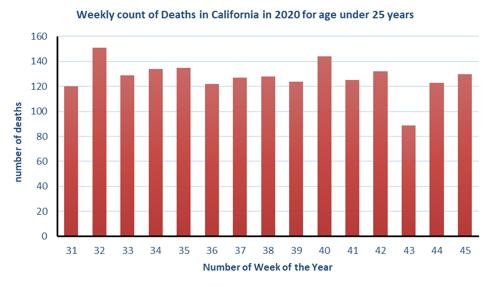 Weekly count of Deaths in California in 2020 for age under 25 years
number of deaths
160
140
120
100
80
60
40
20
0
31 32 33 34 35 36 37 38 39 40 41 42 43 44 45
Number of Week of the Year